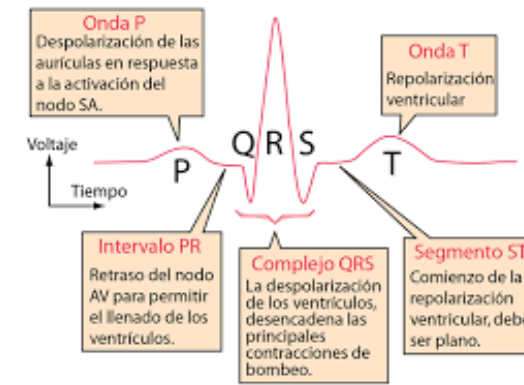 Onda P
Despolarización de las
aurículas en respuesta
a la activación del
nodo SA.
Onda T
Repolarización
ventricular
Voltaje
Tiempo
P
Q R S
T
Intervalo PR
Retraso del nodo
AV para permitir
el llenado de los
ventrículos.
Complejo QRS
La despolarización
de los ventrículos,
desencadena las
principales
contracciones de
bombeo.
Segmento ST
Comienzo de la
repolarización
ventricular, debe
ser plano.